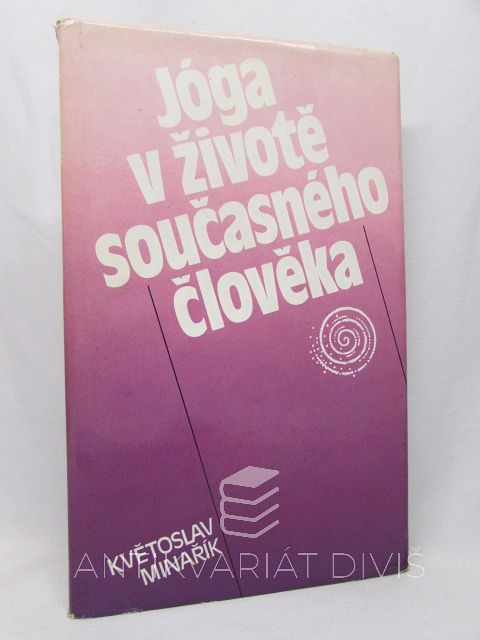 Jóga
v životě
současného
člověka
KVĚTOSLAV
MINAŘÍK
ANTIKVARIÁT DIVIŠ